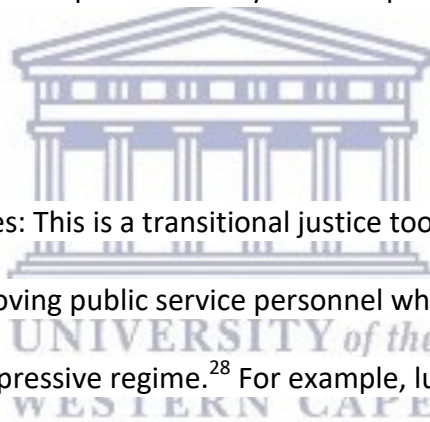 es: This is a transitional justice too
oving public service personnel wh
UNIVERSITY of the
pressive regime.²⁸ For example, lu
WESTERN CAPE